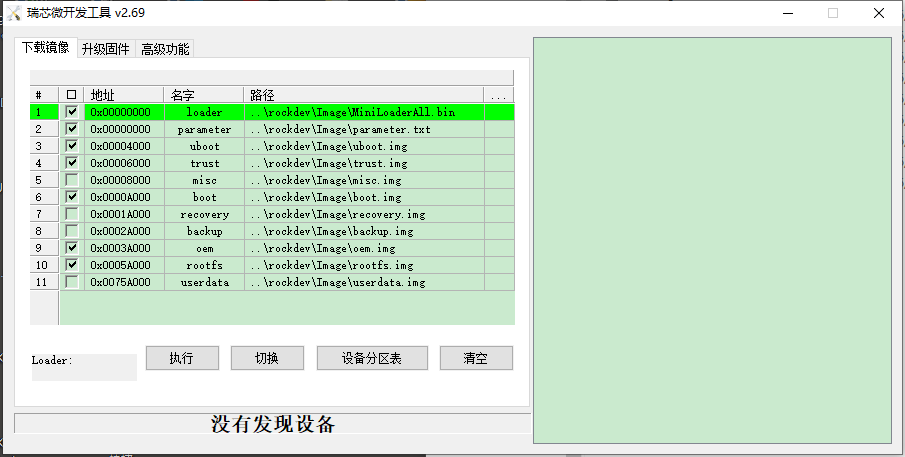 瑞芯微开发工具 v2.69
下载镜像 升级固件 高级功能
# 地址 名字 路径 ...
1 0x00000000 loader ..\rockdev\Image\MiniLoaderAll.bin
2 0x00000000 parameter ..\rockdev\Image\parameter.txt
3 0x00004000 uboot ..\rockdev\Image\uboot.img
4 0x00006000 trust ..\rockdev\Image\trust.img
5 0x00008000 misc ..\rockdev\Image\misc.img
6 0x0000A000 boot ..\rockdev\Image\boot.img
7 0x0001A000 recovery ..\rockdev\Image\recovery.img
8 0x0002A000 backup ..\rockdev\Image\backup.img
9 0x0003A000 oem ..\rockdev\Image\oem.img
10 0x0005A000 rootfs ..\rockdev\Image\rootfs.img
11 0x0075A000 userdata ..\rockdev\Image\userdata.img
Loader: 执行 切换 设备分区表 清空
没有发现设备